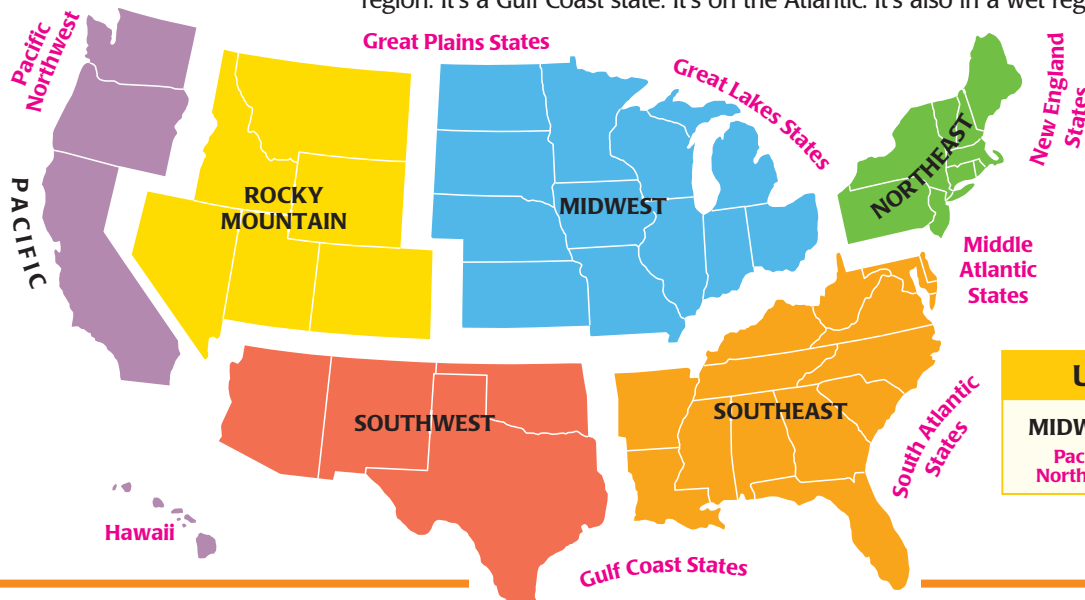 region. It's a Gulf Coast state. It's on the Atlantic. It's also in a wet reg
Pacific
Northwest
Great Plains States
Great Lakes
States
New England
States
PACIFIC
ROCKY
MOUNTAIN
MIDWEST
NORTHEAST
Middle
Atlantic
States
SOUTHWEST
SOUTHEAST
South Atlantic
States
U
MIDW
Pac
North
Hawaii
Gulf Coast States